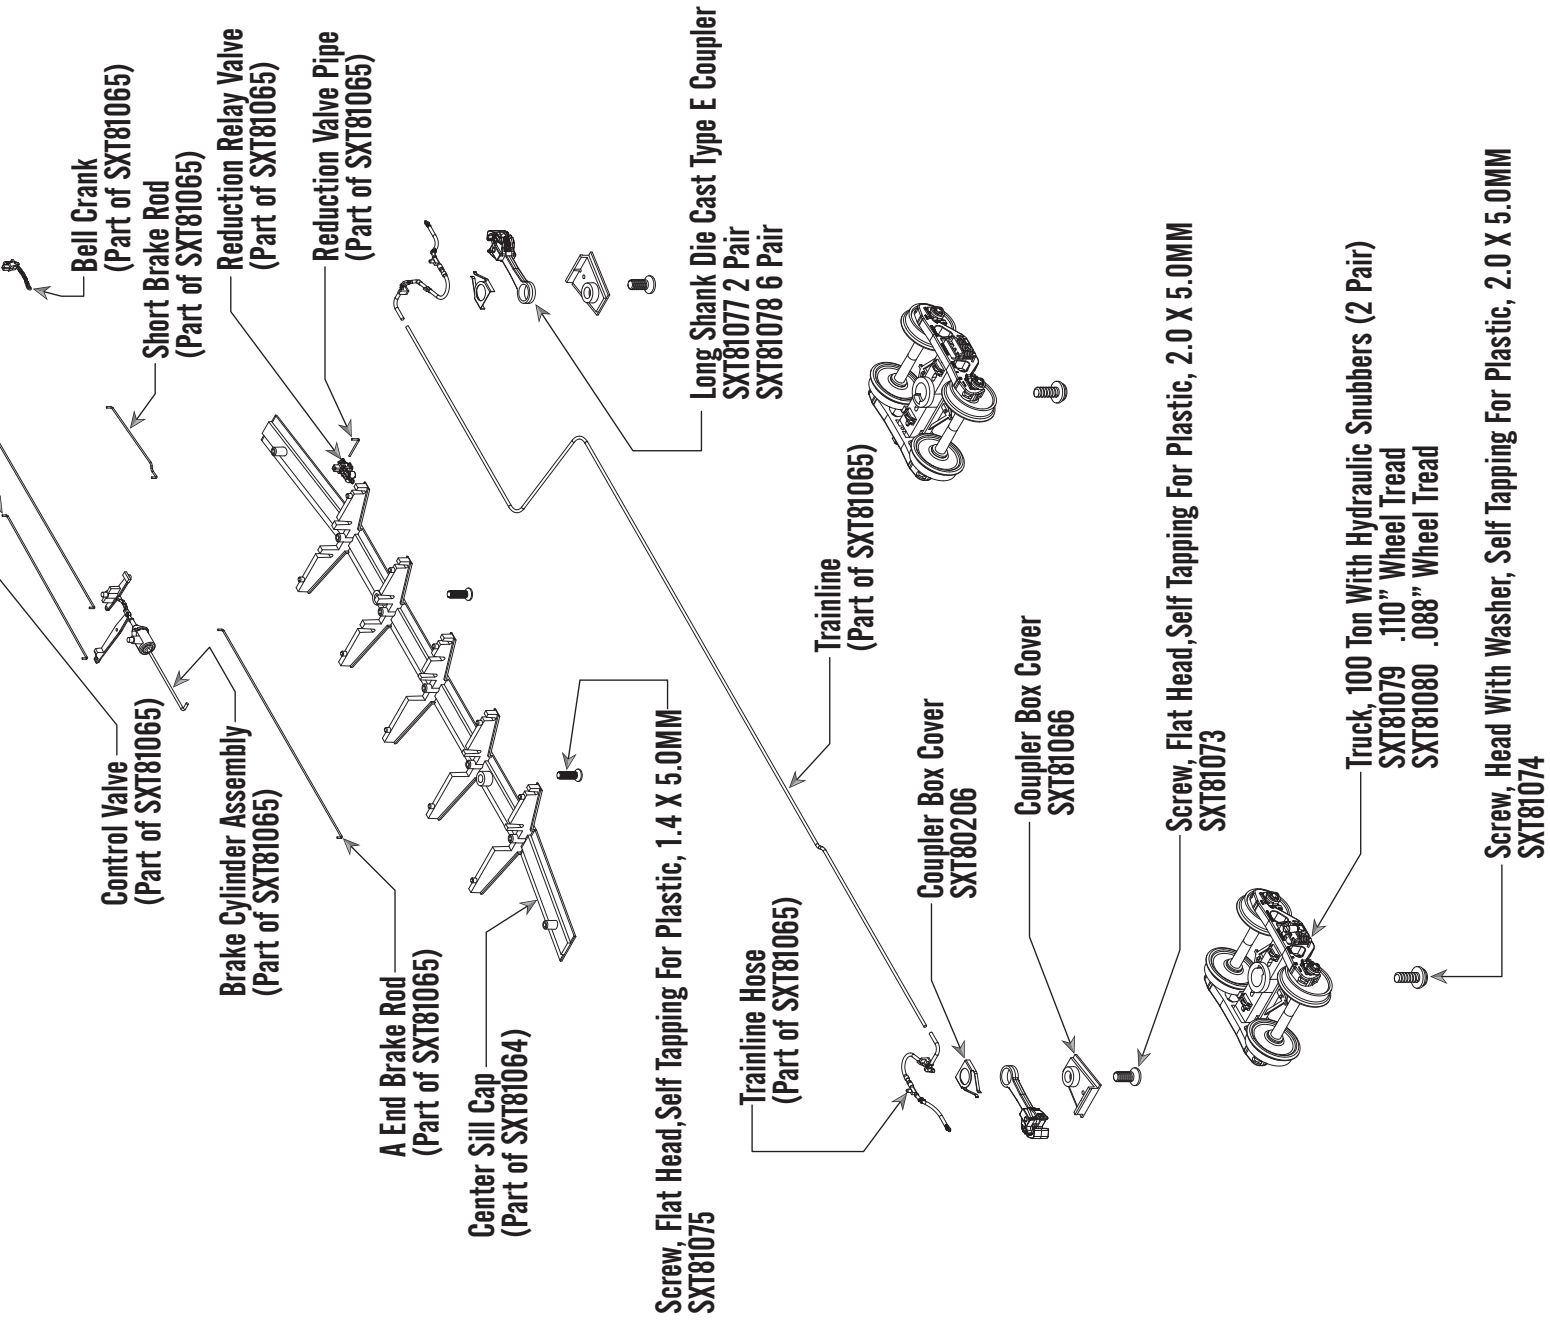 Bell Crank
(Part of SXT81065)
Short Brake Rod
(Part of SXT81065)
Reduction Relay Valve
(Part of SXT81065)
Reduction Valve Pipe
(Part of SXT81065)
Control Valve
(Part of SXT81065)
Brake Cylinder Assembly
(Part of SXT81065)
A End Brake Rod
(Part of SXT81065)
Center Sill Cap
(Part of SXT81064)
Screw, Flat Head,Self Tapping For Plastic, 1.4 X 5.0MM
SXT81075
Long Shank Die Cast Type E Coupler
SXT81077 2 Pair
SXT81078 6 Pair
Trainline Hose
(Part of SXT81065)
Trainline
(Part of SXT81065)
Coupler Box Cover
SXT80206
Coupler Box Cover
SXT81066
Screw, Flat Head,Self Tapping For Plastic, 2.0 X 5.0MM
SXT81073
Truck, 100 Ton With Hydraulic Snubbers (2 Pair)
SXT81079 .110” Wheel Tread
SXT81080 .088” Wheel Tread
Screw, Head With Washer, Self Tapping For Plastic, 2.0 X 5.0MM
SXT81074